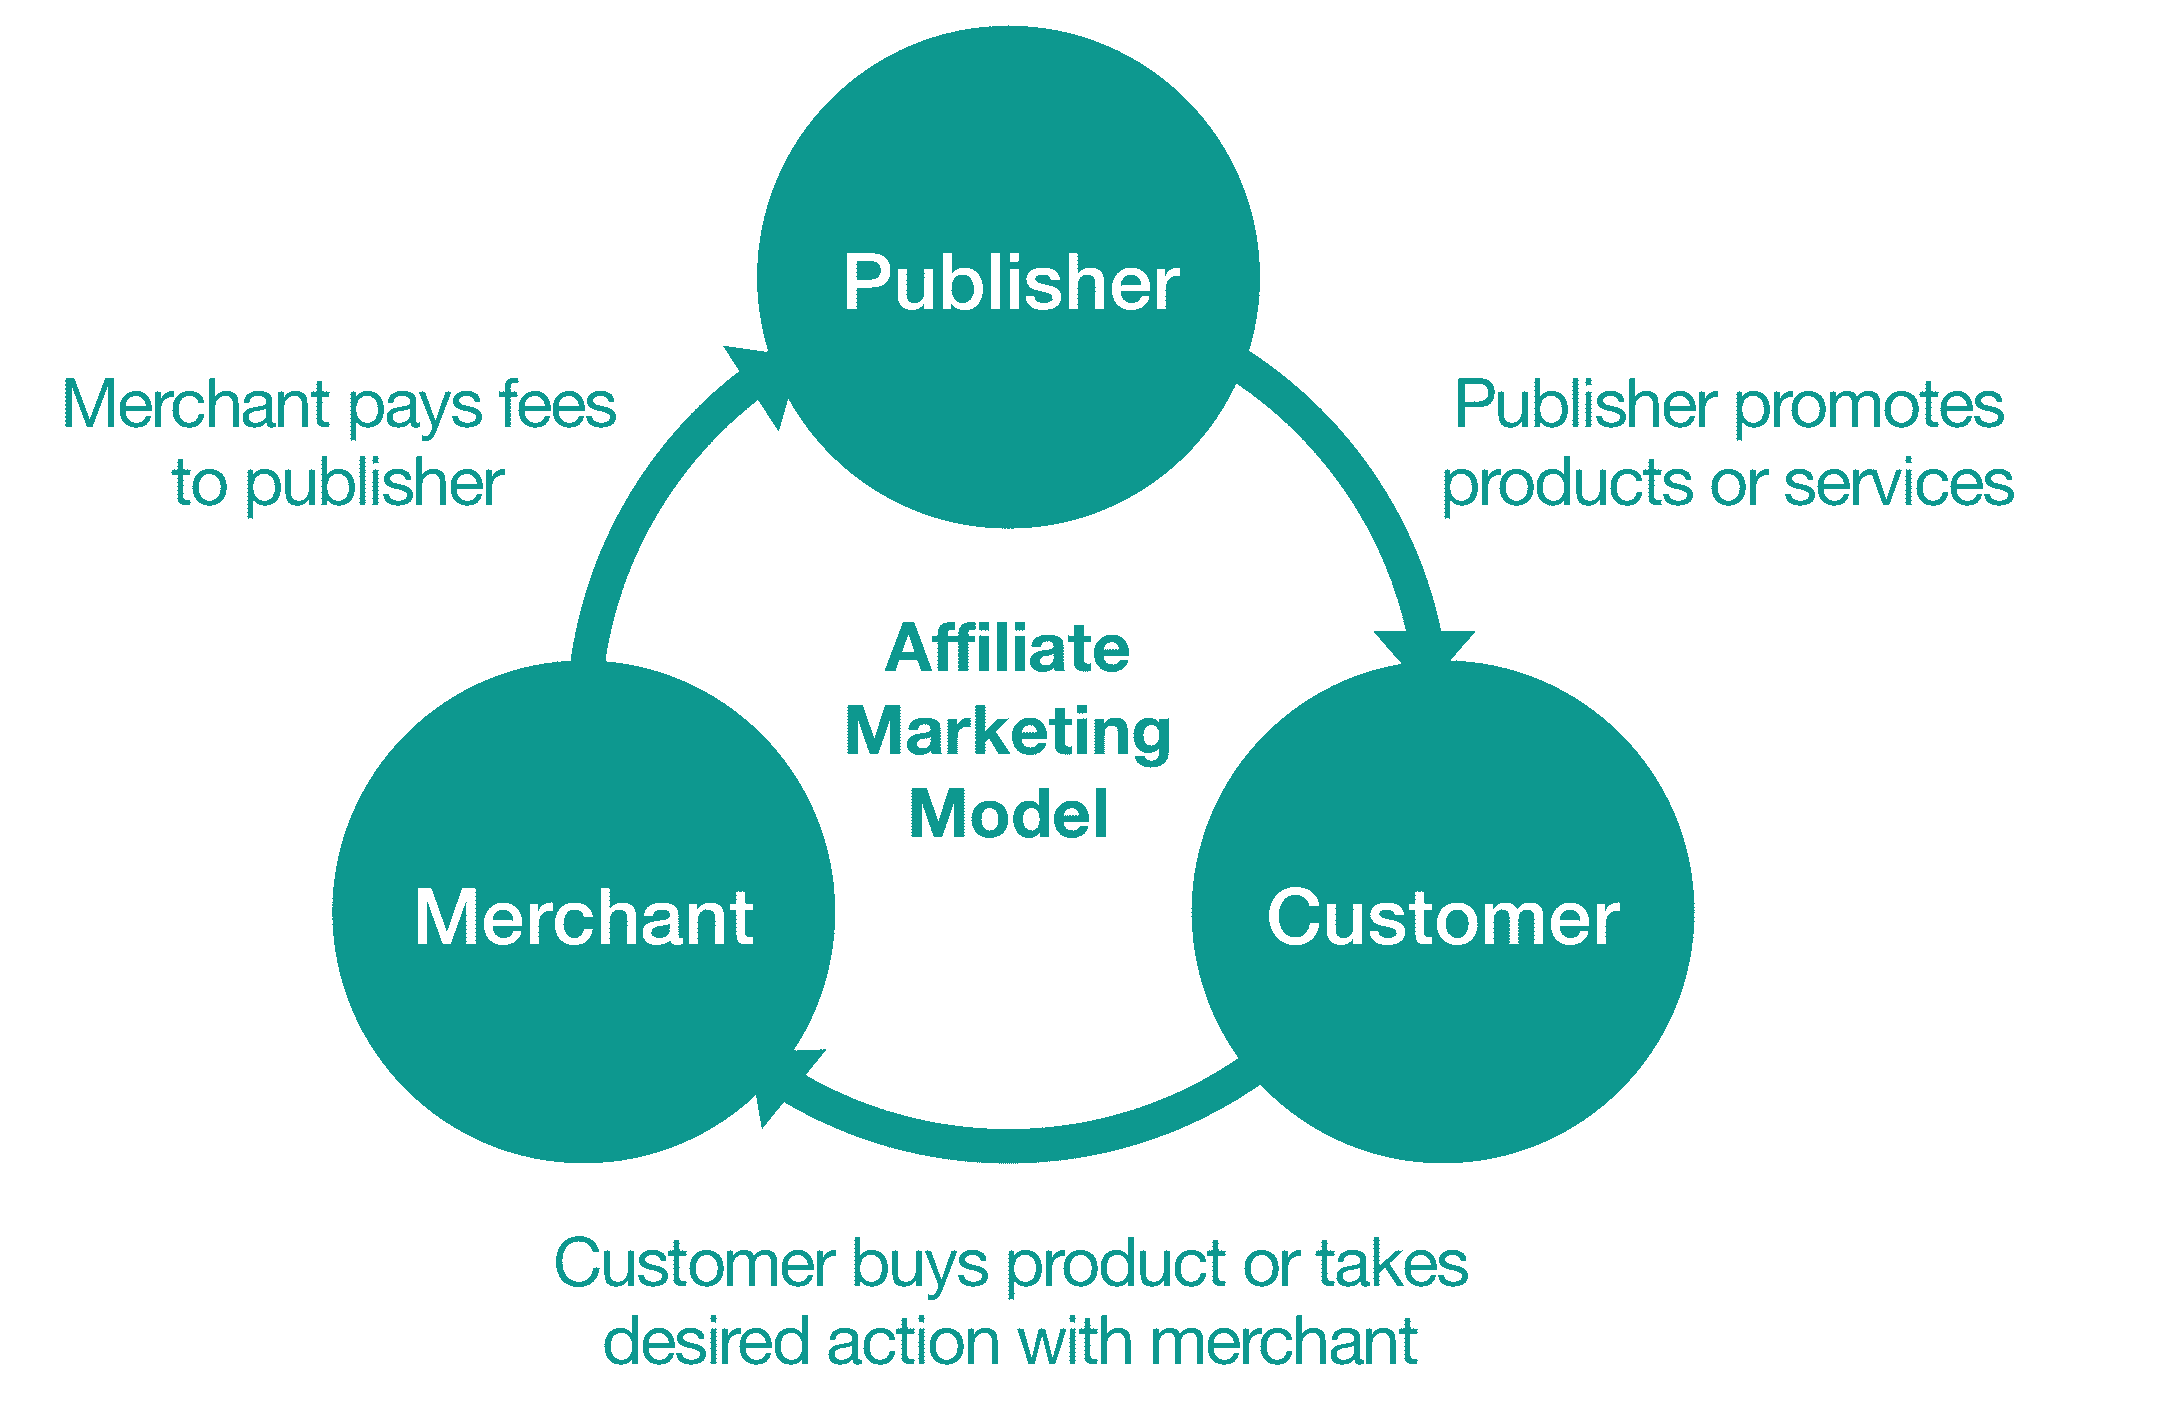 Publisher
Merchant pays fees
to publisher
Publisher promotes
products or services
Affiliate
Marketing
Model
Merchant
Customer
Customer buys product or takes
desired action with merchant